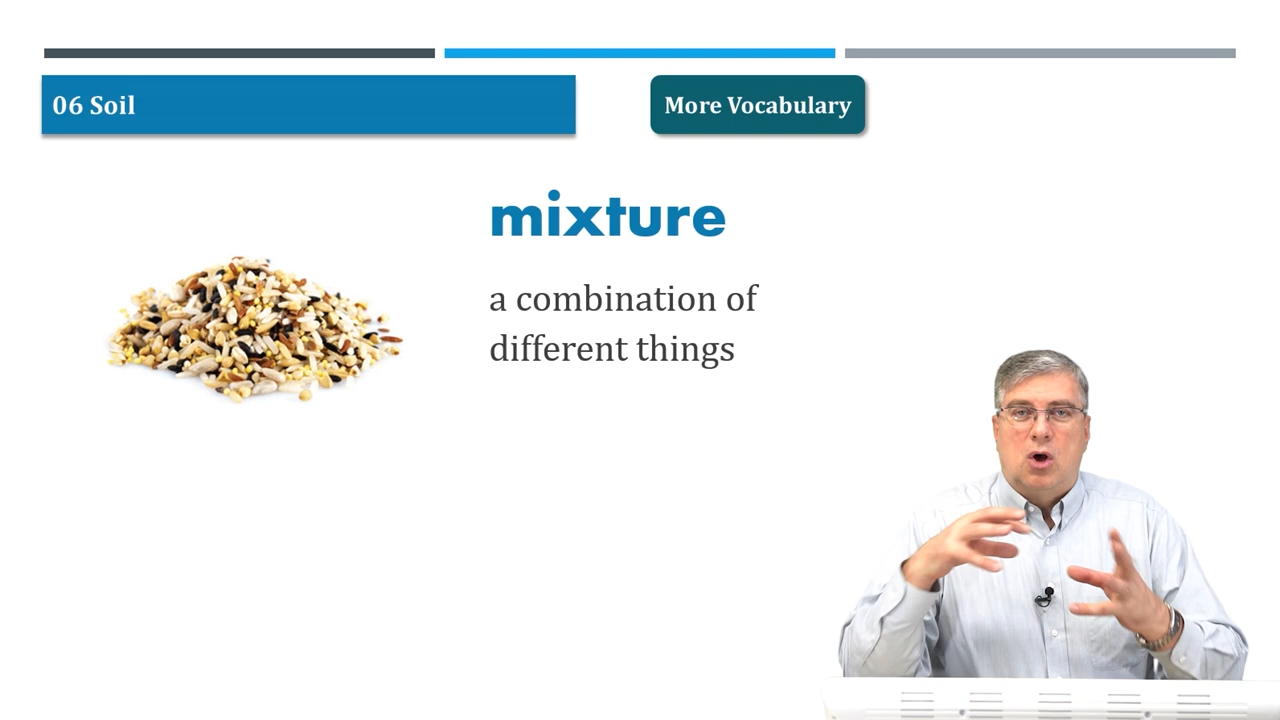 06 Soil
More Vocabulary
mixture
a combination of
different things